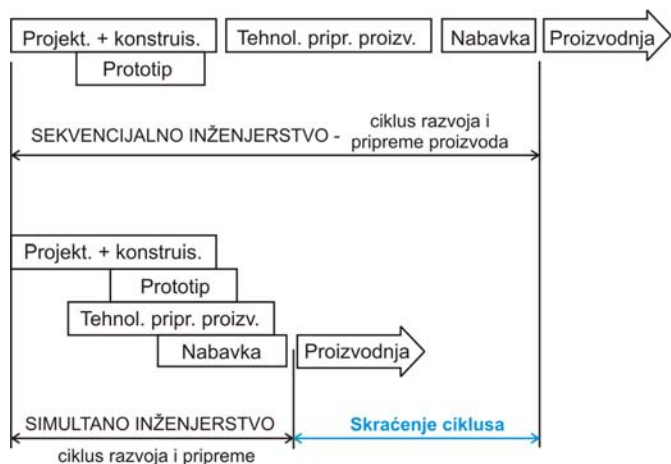 Projekt. + konstruis.
Tehnol. pripr. proizv.
Nabavka
Proizvodnja
Prototip
SEKVENCIJALNO INŽENJERSTVO -
ciklus razvoja i
pripreme proizvoda
Projekt. + konstruis.
Prototip
Tehnol. pripr. proizv.
Nabavka
Proizvodnja
SIMULTANO INŽENJERSTVO
Skraćenje ciklusa
ciklus razvoja i pripreme